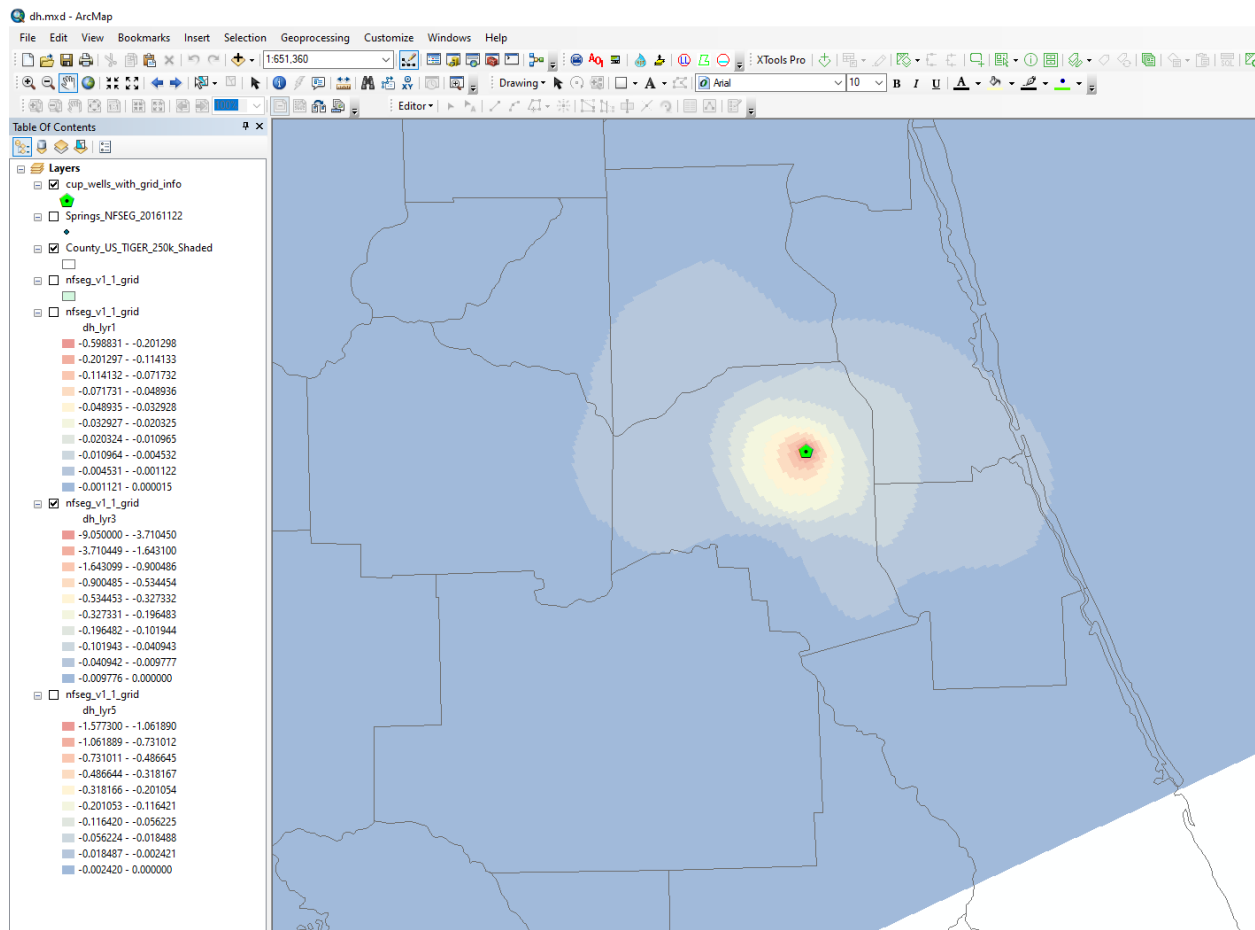 dh.mxd - ArcMap
File Edit View Bookmarks Insert Selection Geoprocessing Customize Windows Help
1:651,360
XTools Pro
Drawing
A
Arial
10
B I U A
Editor
Table Of Contents
Layers
cup_wells_with_grid_info
Springs_NFSEG_20161122
County_US_TIGER_250k_Shaded
nfseg_v1_1_grid
nfseg_v1_1_grid
dh_lyr1
-0.598831 - -0.201298
-0.201297 - -0.114133
-0.114132 - -0.071732
-0.071731 - -0.048936
-0.048935 - -0.032928
-0.032927 - -0.020325
-0.020324 - -0.010965
-0.010964 - -0.004532
-0.004531 - -0.001122
-0.001121 - 0.000015
nfseg_v1_1_grid
dh_lyr3
-9.050000 - -3.710450
-3.710449 - -1.643100
-1.643099 - -0.900486
-0.900485 - -0.534454
-0.534453 - -0.327332
-0.327331 - -0.196483
-0.196482 - -0.101944
-0.101943 - -0.040943
-0.040942 - -0.009777
-0.009776 - 0.000000
nfseg_v1_1_grid
dh_lyr5
-1.577300 - -1.061890
-1.061889 - -0.731012
-0.731011 - -0.486645
-0.486644 - -0.318167
-0.318166 - -0.201054
-0.201053 - -0.116421
-0.116420 - -0.056225
-0.056224 - -0.018488
-0.018487 - -0.002421
-0.002420 - 0.000000